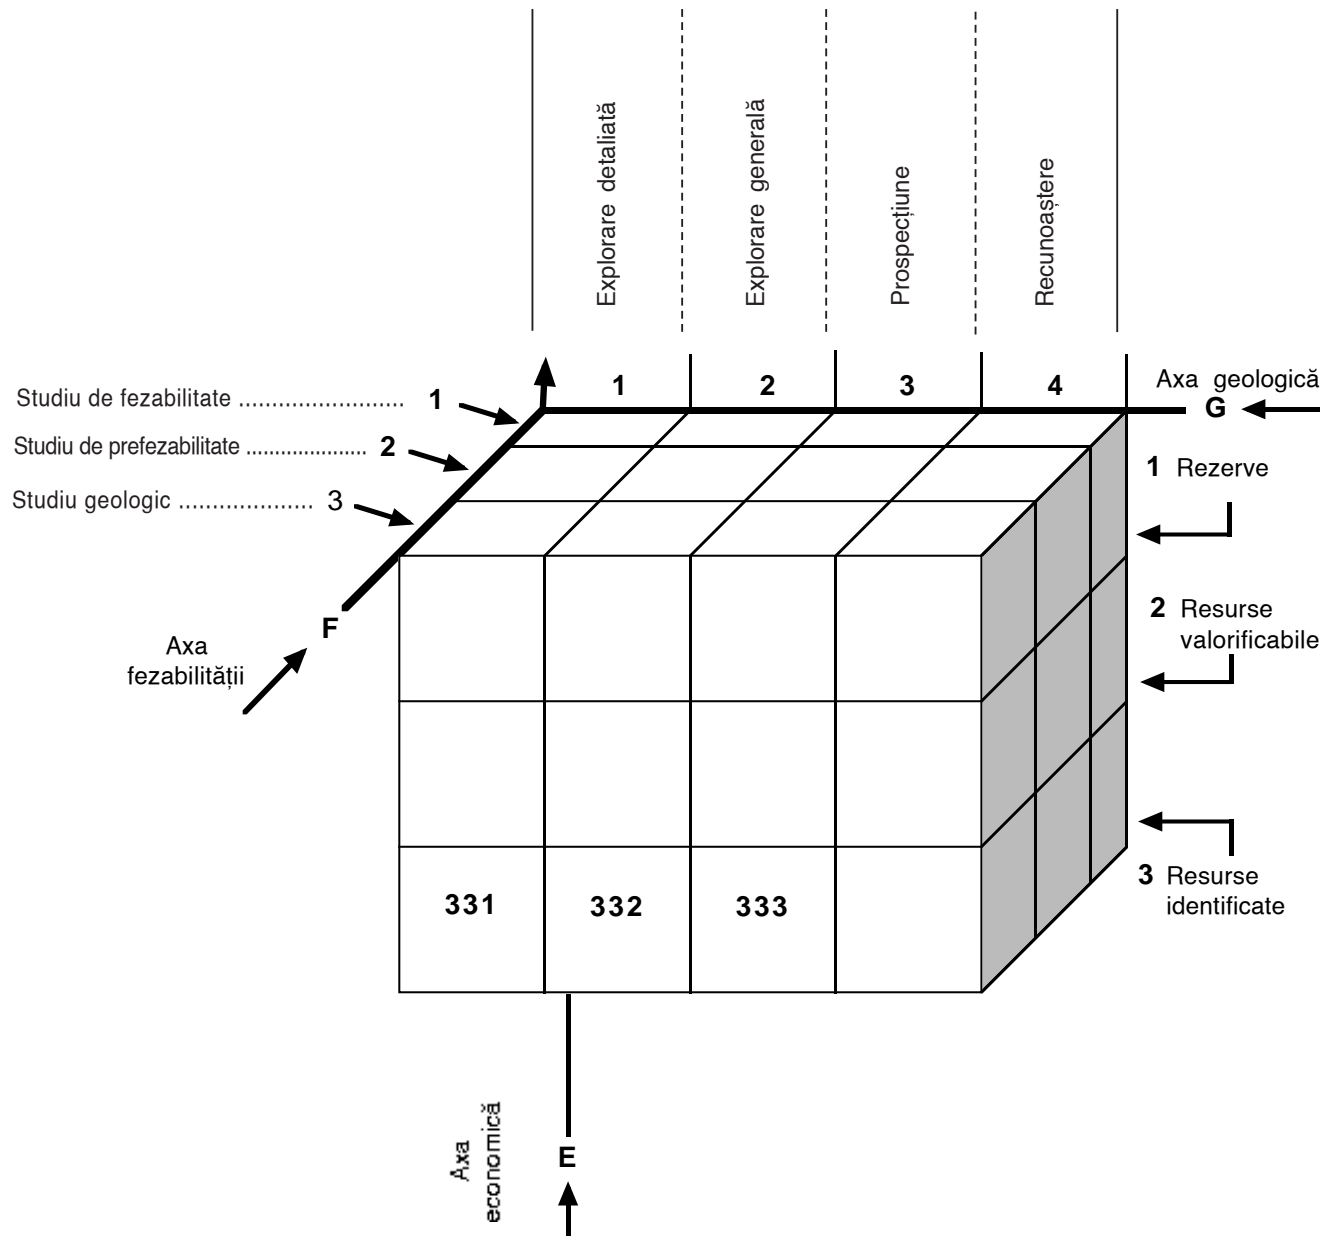 Explorare detaliată
Explorare generală
Prospecțiune
Recunoaștere
1 2 3 4
Axa geologică
G
Studiu de fezabilitate ......................... 1
Studiu de prefezabilitate ..................... 2
Studiu geologic .................... 3
F
Axa
fezabilității
1 Rezerve
2 Resurse
valorificabile
3 Resurse
identificate
331 332 333
Axa
economică
E